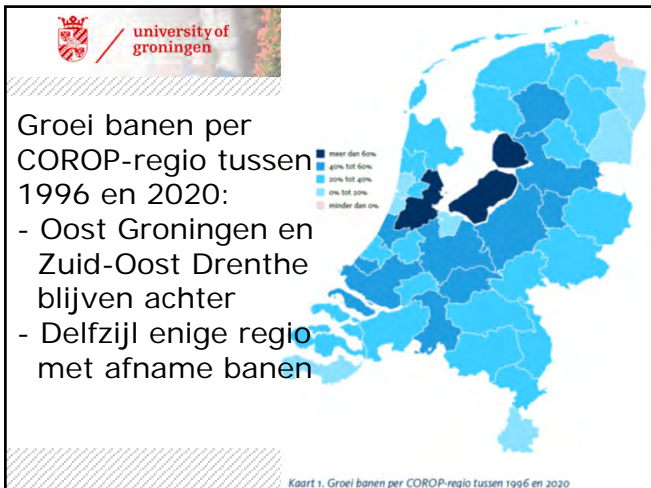 university of
groningen
Groei banen per
COROP-regio tussen
1996 en 2020:
- Oost Groningen en
Zuid-Oost Drenthe
blijven achter
- Delfzijl enige regio
met afname banen
meer dan 60%
40% tot 60%
20% tot 40%
0% tot 20%
minder dan 0%
Kaart 1. Groei banen per COROP-regio tussen 1996 en 2020